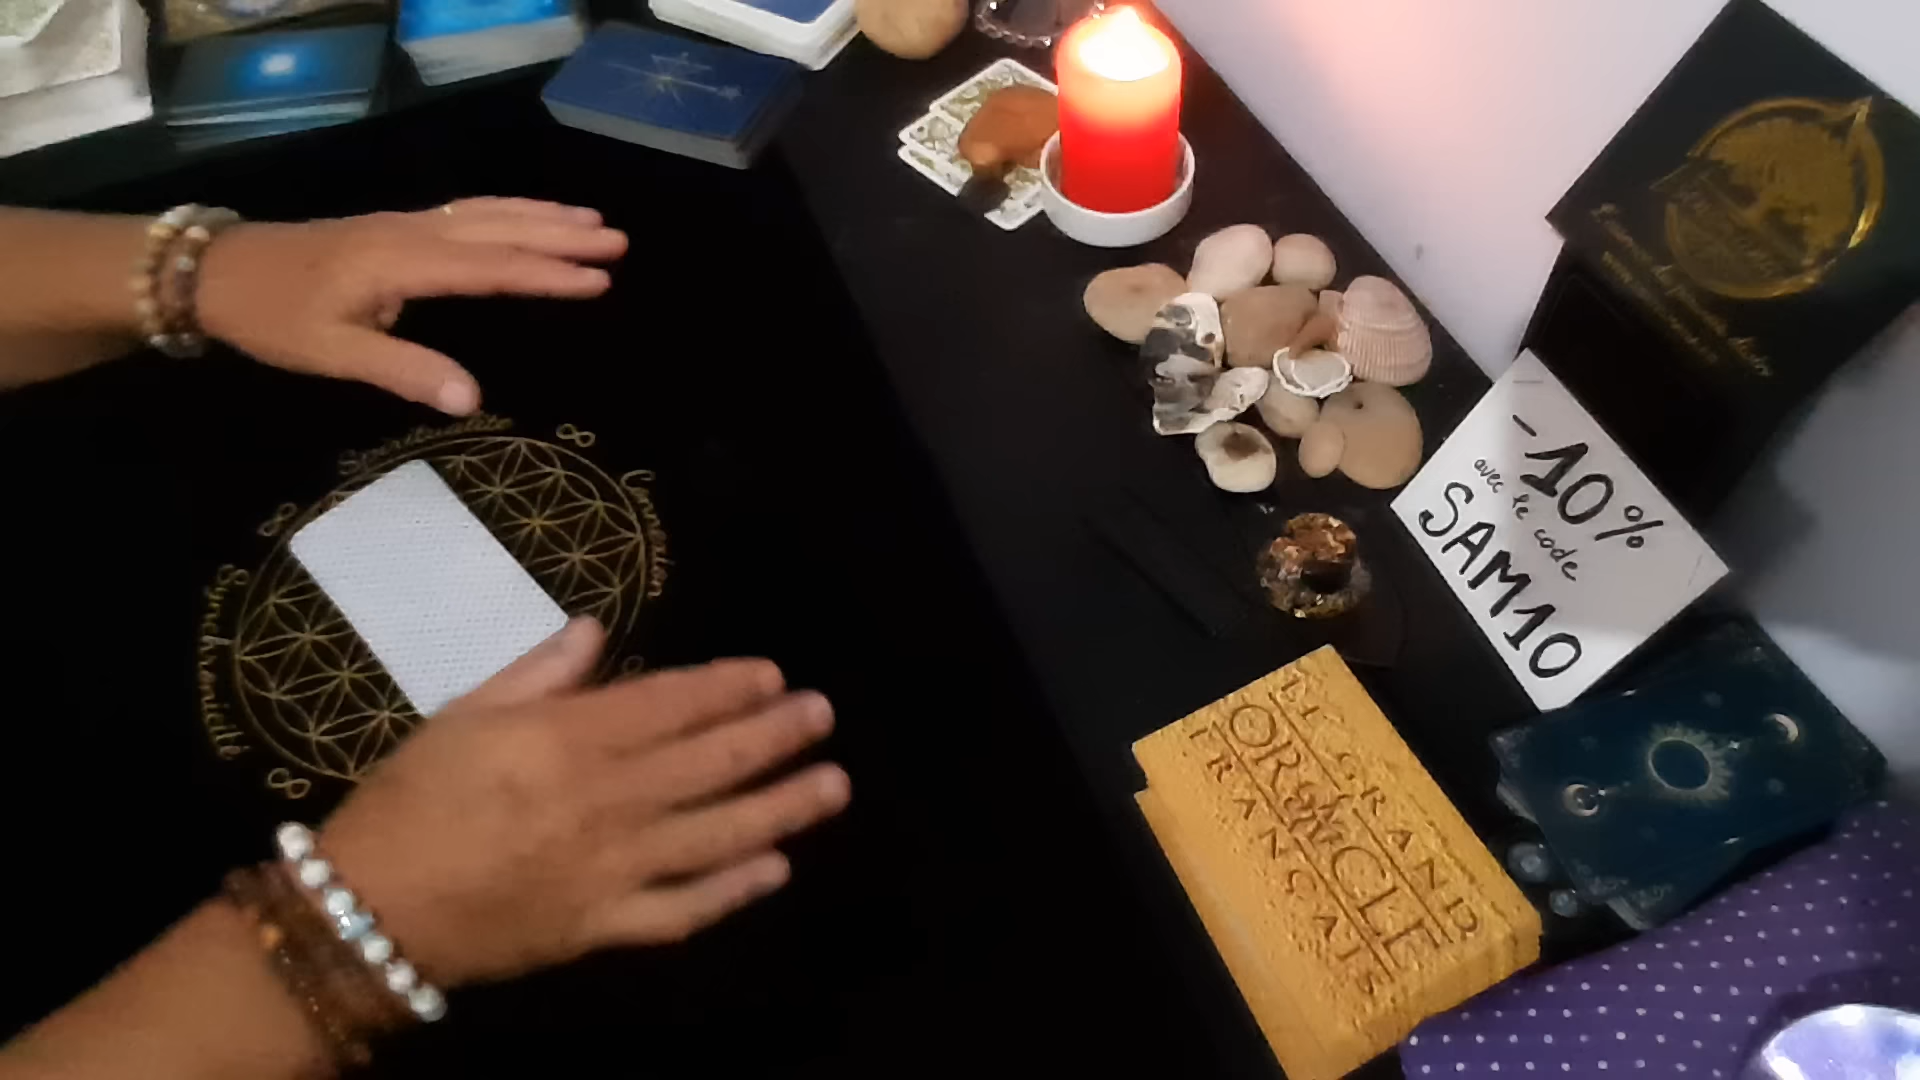 Spiritualité
Connexion
Synchronicité
-10%
avec le code
SAM10
LE GRAND
ORACLE
FRANÇAIS